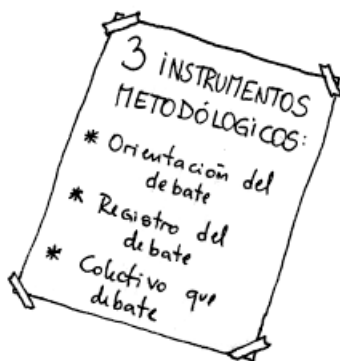 3 INSTRUMENTOS
METODÓLOGICOS:
* Orientación del
debate
* Registro del
debate
* Colectivo que
debate